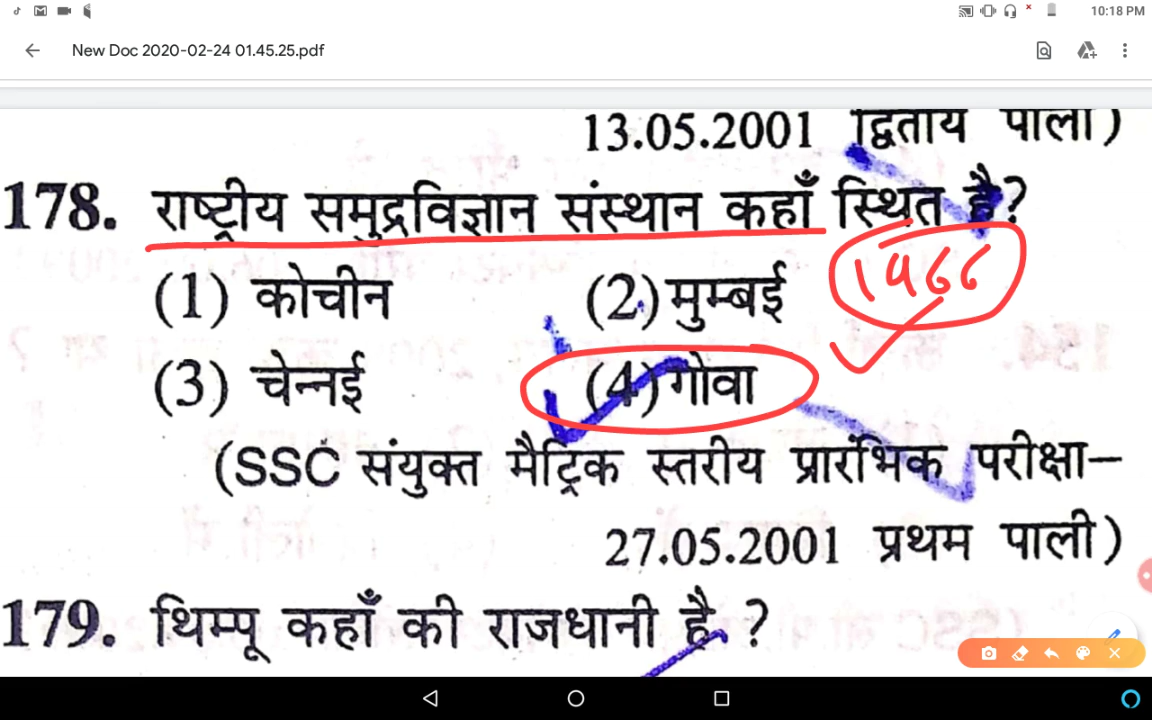 10:18 PM
New Doc 2020-02-24 01.45.25.pdf
13.05.2001 द्वितीय पाली)
178. राष्ट्रीय समुद्रविज्ञान संस्थान कहाँ स्थित है?
1966
(1) कोचीन (2) मुम्बई
(3) चेन्नई (4) गोवा
(SSC संयुक्त मैट्रिक स्तरीय प्रारंभिक परीक्षा–
27.05.2001 प्रथम पाली)
179. थिम्पू कहाँ की राजधानी है ?